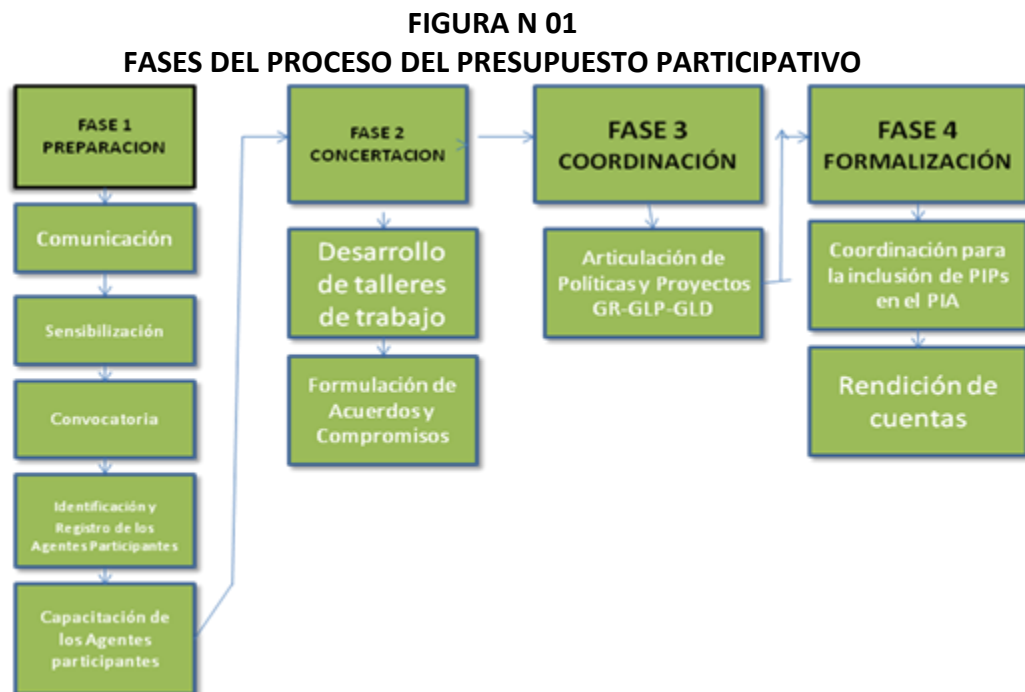 FIGURA N 01
FASES DEL PROCESO DEL PRESUPUESTO PARTICIPATIVO
FASE 1
PREPARACION
Comunicación
Sensibilización
Convocatoria
Identificación y
Registro de los
Agentes Participantes
Capacitación de
los Agentes
participantes
FASE 2
CONCERTACION
Desarrollo
de talleres
de trabajo
Formulación de
Acuerdos y
Compromisos
FASE 3
COORDINACIÓN
Articulación de
Políticas y Proyectos
GR-GLP-GLD
FASE 4
FORMALIZACIÓN
Coordinación para
la inclusión de PIPs
en el PIA
Rendición de
cuentas